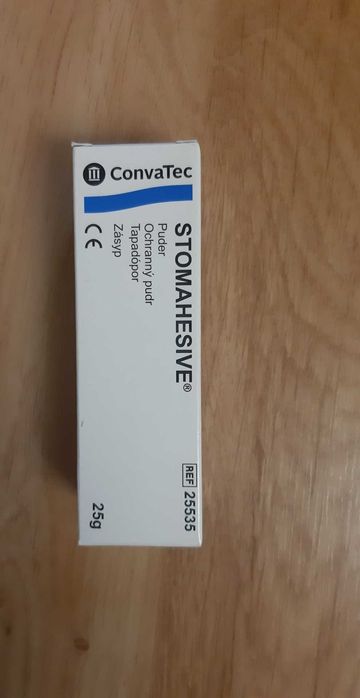 ConvaTec
STOMAHESIVE®
Puder
Ochranný pudr
Tapadópor
Zásyp
CE
REF 25535
25g